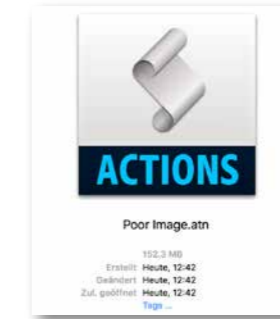 ACTIONS
Poor Image.atn
152,3 MB
Erstellt Heute, 12:42
Geändert Heute, 12:42
Zul. geöffnet Heute, 12:42
Tags ...